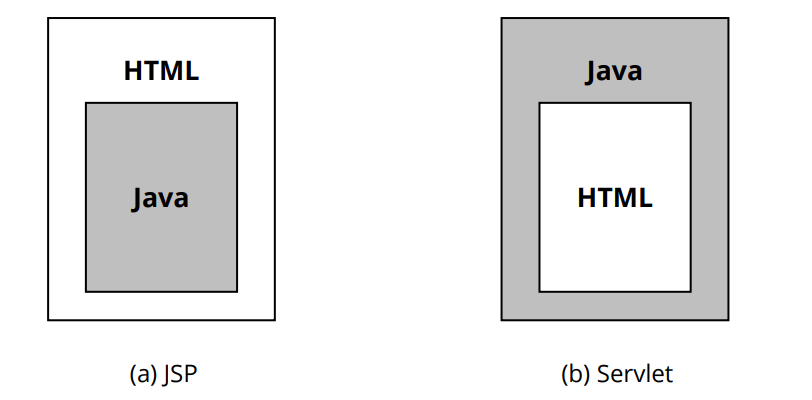 HTML
Java
(a) JSP
Java
HTML
(b) Servlet